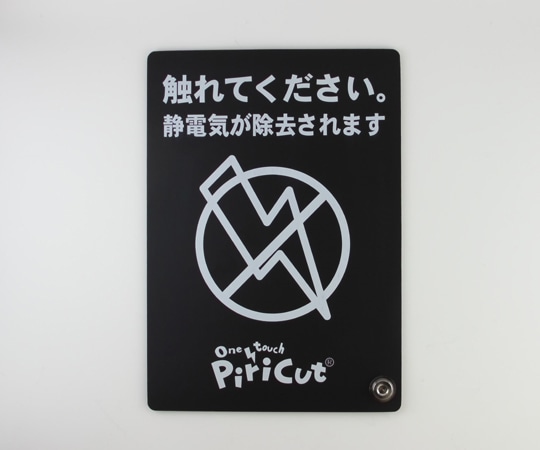 触れてください。
静電気が除去されます
One touch
PiriCut®